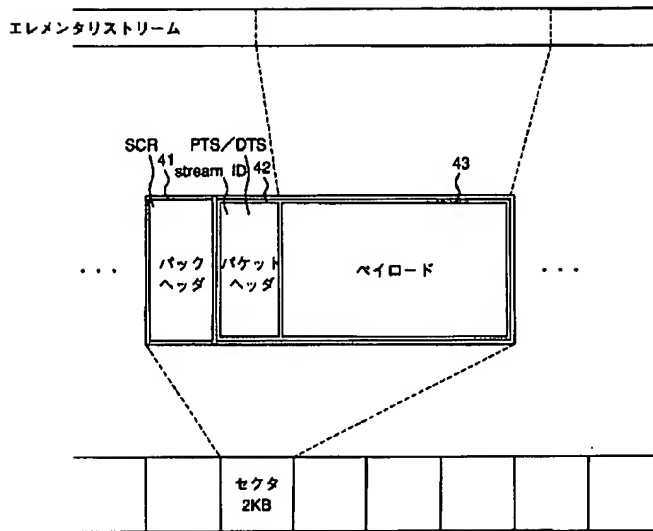 エレメンタリストリーム
SCR 41 PTS/DTS
stream ID 42 43
パック
ヘッダ
パケット
ヘッダ
ペイロード
··· ···
セクタ
2KB